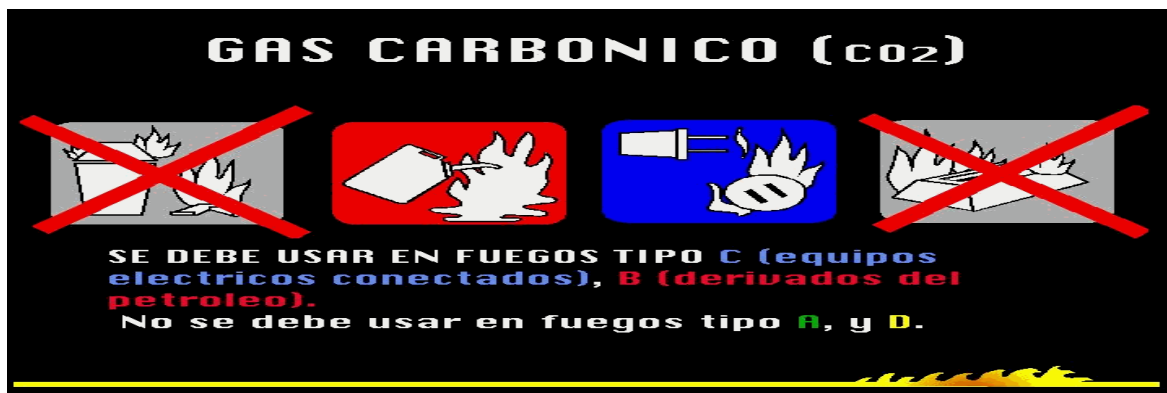 GAS CARBONICO (CO2)
SE DEBE USAR EN FUEGOS TIPO C (equipos
electricos conectados), B (derivados del
petroleo).
No se debe usar en fuegos tipo A, y D.